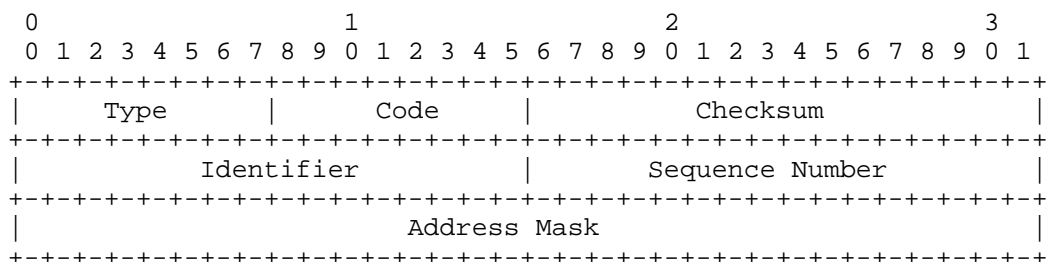 0                   1                   2                   3
0 1 2 3 4 5 6 7 8 9 0 1 2 3 4 5 6 7 8 9 0 1 2 3 4 5 6 7 8 9 0 1
+-+-+-+-+-+-+-+-+-+-+-+-+-+-+-+-+-+-+-+-+-+-+-+-+-+-+-+-+-+-+-+-+
|     Type      |      Code     |          Checksum             |
+-+-+-+-+-+-+-+-+-+-+-+-+-+-+-+-+-+-+-+-+-+-+-+-+-+-+-+-+-+-+-+-+
|           Identifier          |       Sequence Number         |
+-+-+-+-+-+-+-+-+-+-+-+-+-+-+-+-+-+-+-+-+-+-+-+-+-+-+-+-+-+-+-+-+
|                        Address Mask                           |
+-+-+-+-+-+-+-+-+-+-+-+-+-+-+-+-+-+-+-+-+-+-+-+-+-+-+-+-+-+-+-+-+